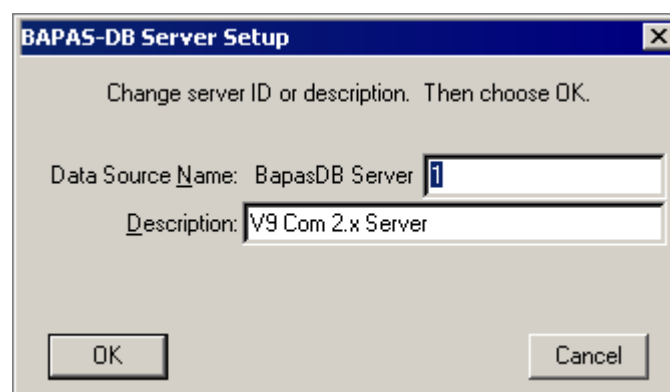 BAPAS-DB Server Setup
Change server ID or description. Then choose OK.
Data Source Name: BapasDB Server 1
Description: V9 Com 2.x Server
OK Cancel